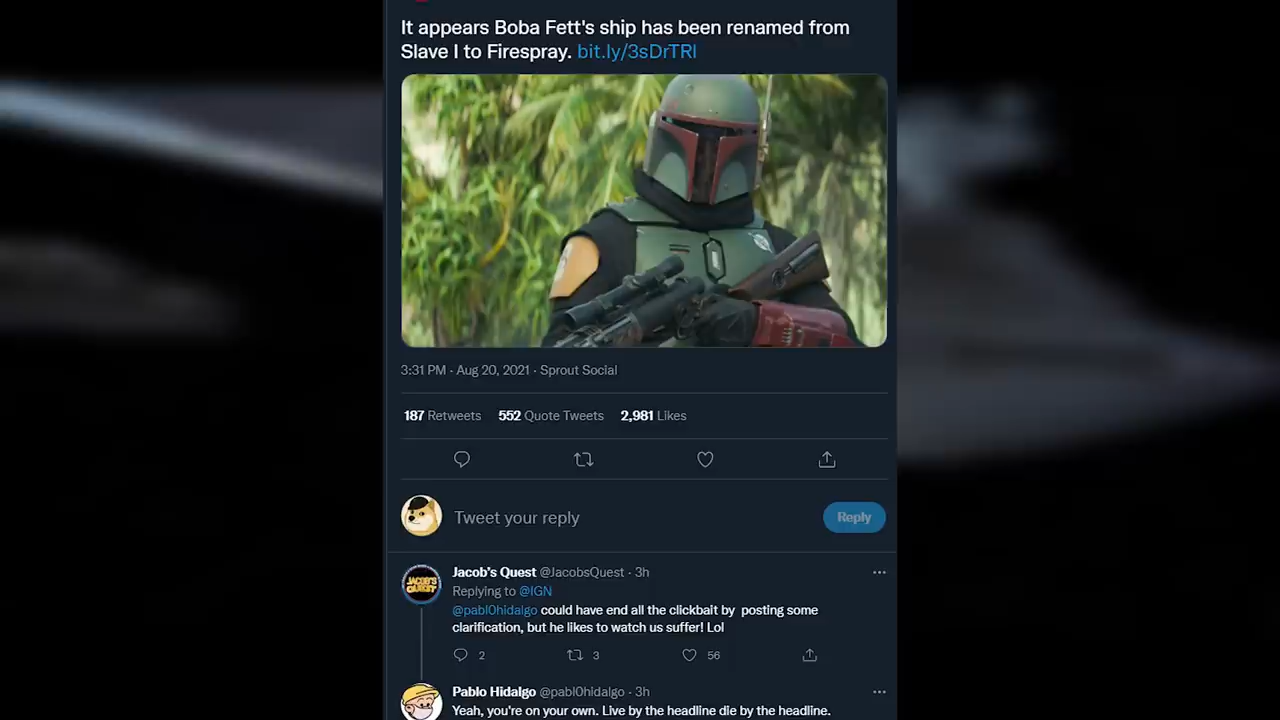 It appears Boba Fett's ship has been renamed from
Slave I to Firespray. bit.ly/3sDrTRl
3:31 PM · Aug 20, 2021 · Sprout Social
187 Retweets 552 Quote Tweets 2,981 Likes
Tweet your reply
Reply
Jacob's Quest @JacobsQuest · 3h
Replying to @IGN
@pabl0hidalgo could have end all the clickbait by posting some
clarification, but he likes to watch us suffer! Lol
2 3 56
Pablo Hidalgo @pabl0hidalgo · 3h
Yeah, you're on your own. Live by the headline die by the headline.